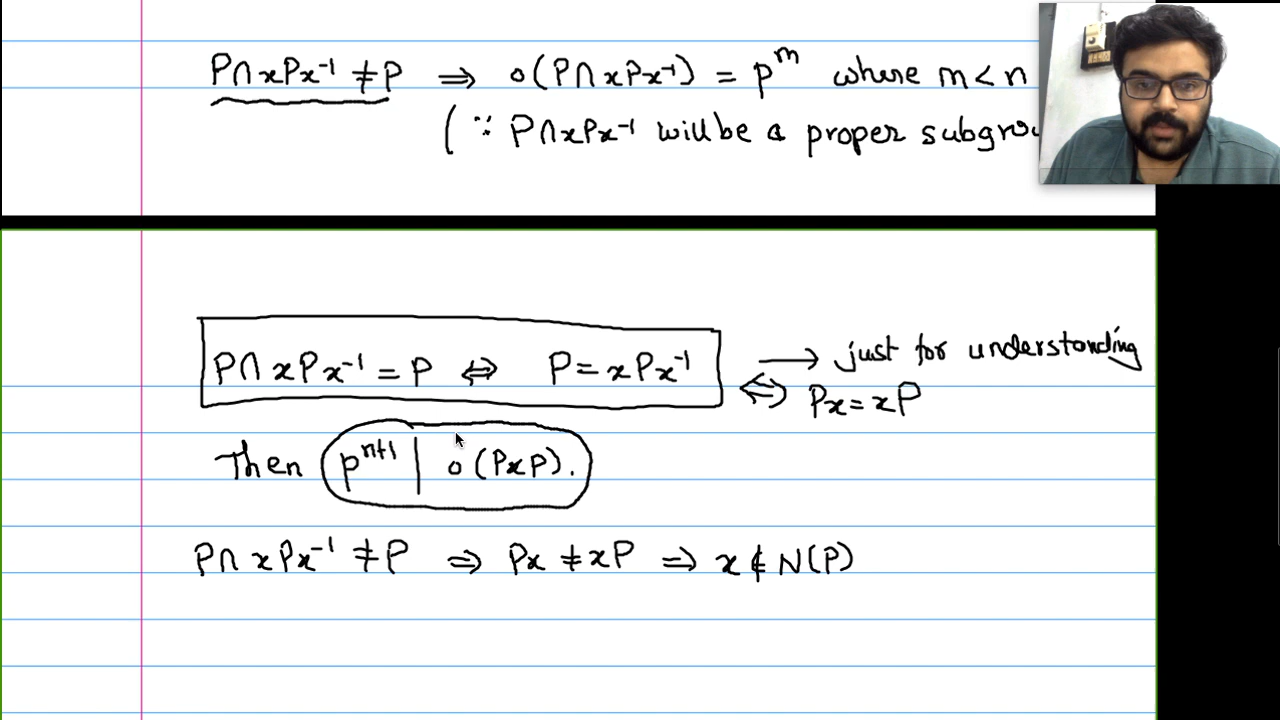 P∩xPx⁻¹ ≠ P ⇒ o(P∩xPx⁻¹) = pᵐ where m < n
(∵ P∩xPx⁻¹ will be a proper
P∩xPx⁻¹ = P ⇔ P = xPx⁻¹ → just for understanding
⇔ Px = xP
Then pⁿ⁺¹ | o(PxP).
P∩xPx⁻¹ ≠ P ⇒ Px ≠ xP ⇒ x ∉ N(P)